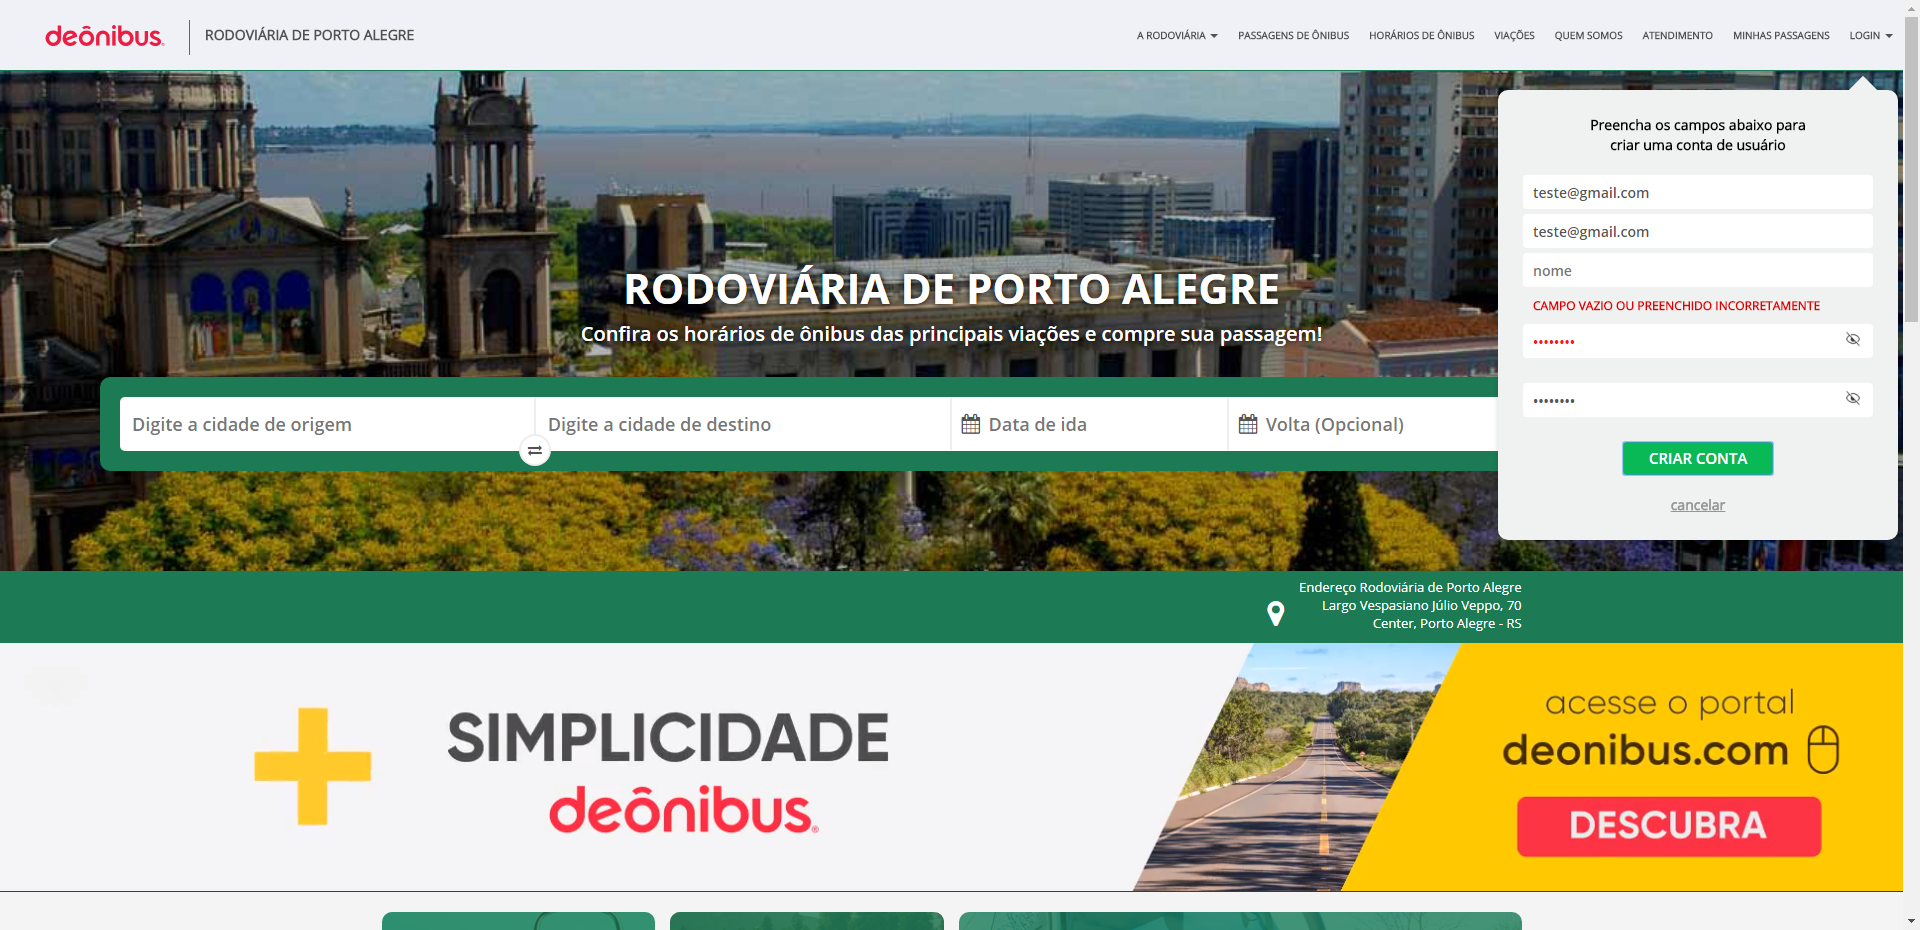 deônibus.
RODOVIÁRIA DE PORTO ALEGRE
A RODOVIÁRIA
PASSAGENS DE ÔNIBUS
HORÁRIOS DE ÔNIBUS
VIAÇÕES
QUEM SOMOS
ATENDIMENTO
MINHAS PASSAGENS
LOGIN
Preencha os campos abaixo para
criar uma conta de usuário
teste@gmail.com
teste@gmail.com
nome
CAMPO VAZIO OU PREENCHIDO INCORRETAMENTE
••••••••
••••••••
CRIAR CONTA
cancelar
RODOVIÁRIA DE PORTO ALEGRE
Confira os horários de ônibus das principais viações e compre sua passagem!
Digite a cidade de origem
Digite a cidade de destino
Data de ida
Volta (Opcional)
Endereço Rodoviária de Porto Alegre
Largo Vespasiano Júlio Veppo, 70
Center, Porto Alegre - RS
SIMPLICIDADE
deônibus.®
acesse o portal
deonibus.com
DESCUBRA